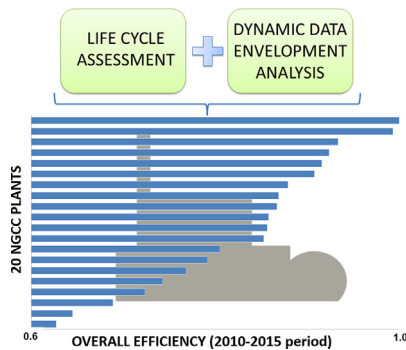 LIFE CYCLE
ASSESSMENT
DYNAMIC DATA
ENVELOPMENT
ANALYSIS
20 NGCC PLANTS
0.6
1.0
OVERALL EFFICIENCY (2010-2015 period)